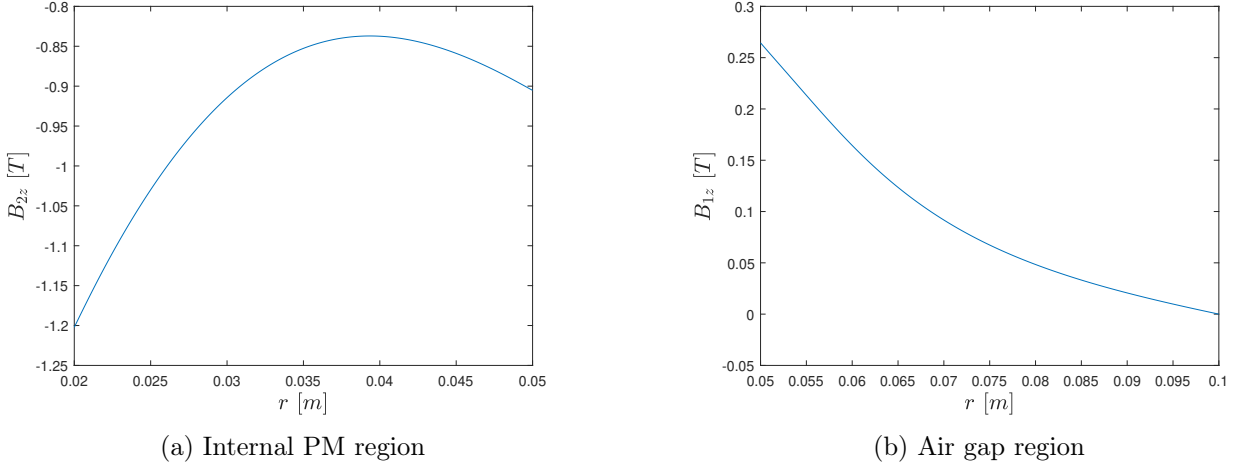 -0.8
-0.85
-0.9
-0.95
-1
-1.05
-1.1
-1.15
-1.2
-1.25
0.02 0.025 0.03 0.035 0.04 0.045 0.05
B₂z [T]
r [m]
(a) Internal PM region
0.3
0.25
0.2
0.15
0.1
0.05
0
-0.05
0.05 0.055 0.06 0.065 0.07 0.075 0.08 0.085 0.09 0.095 0.1
B₁z [T]
r [m]
(b) Air gap region